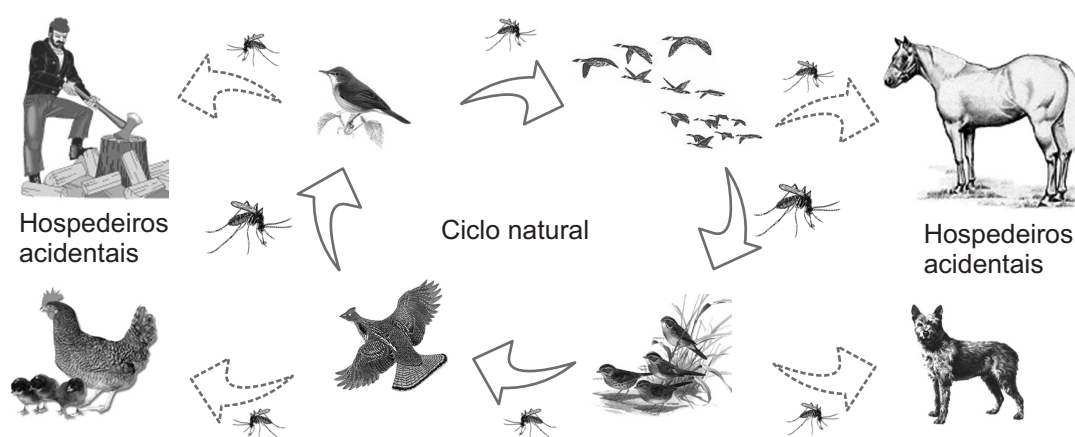 Hospedeiros
acidentais
Ciclo natural
Hospedeiros
acidentais